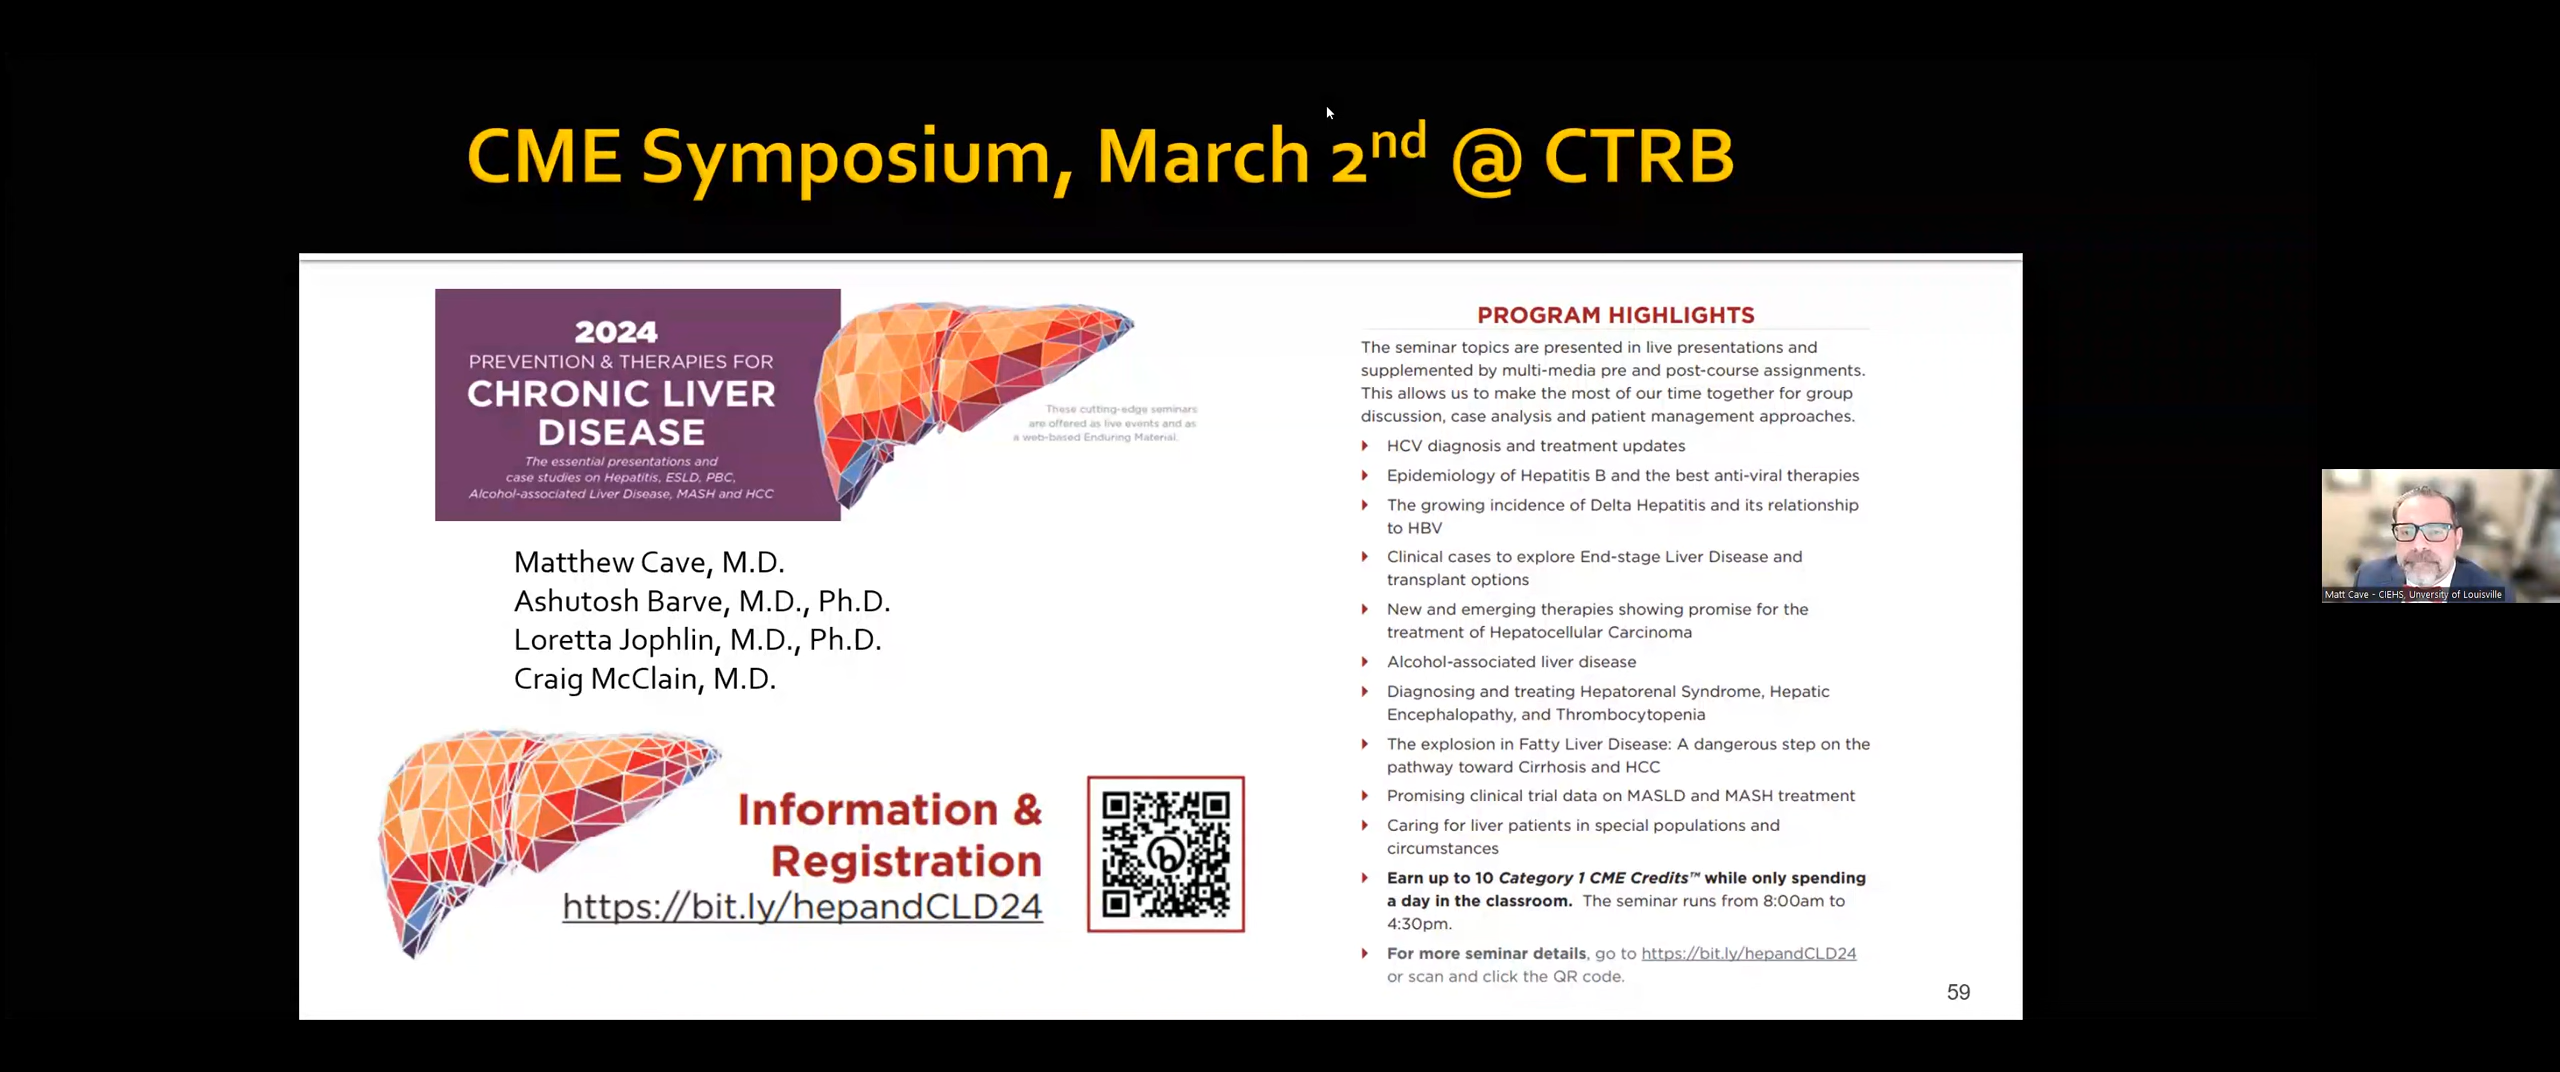 CME Symposium, March 2nd @ CTRB
2024
PREVENTION & THERAPIES FOR
CHRONIC LIVER
DISEASE
The essential presentations and
case studies on Hepatitis, ESLD, PBC,
Alcohol-associated Liver Disease, MASH and HCC
These cutting-edge seminars
are offered as live events and as
a web-based Enduring Material.
Matthew Cave, M.D.
Ashutosh Barve, M.D., Ph.D.
Loretta Jophlin, M.D., Ph.D.
Craig McClain, M.D.
Information &
Registration
https://bit.ly/hepandCLD24
PROGRAM HIGHLIGHTS
The seminar topics are presented in live presentations and
supplemented by multi-media pre and post-course assignments.
This allows us to make the most of our time together for group
discussion, case analysis and patient management approaches.
HCV diagnosis and treatment updates
Epidemiology of Hepatitis B and the best anti-viral therapies
The growing incidence of Delta Hepatitis and its relationship
to HBV
Clinical cases to explore End-stage Liver Disease and
transplant options
New and emerging therapies showing promise for the
treatment of Hepatocellular Carcinoma
Alcohol-associated liver disease
Diagnosing and treating Hepatorenal Syndrome, Hepatic
Encephalopathy, and Thrombocytopenia
The explosion in Fatty Liver Disease: A dangerous step on the
pathway toward Cirrhosis and HCC
Promising clinical trial data on MASLD and MASH treatment
Caring for liver patients in special populations and
circumstances
Earn up to 10 Category 1 CME Credits™ while only spending
a day in the classroom. The seminar runs from 8:00am to
4:30pm.
For more seminar details, go to https://bit.ly/hepandCLD24
or scan and click the QR code.
59
Matt Cave - CIEHS, Unversity of Louisville